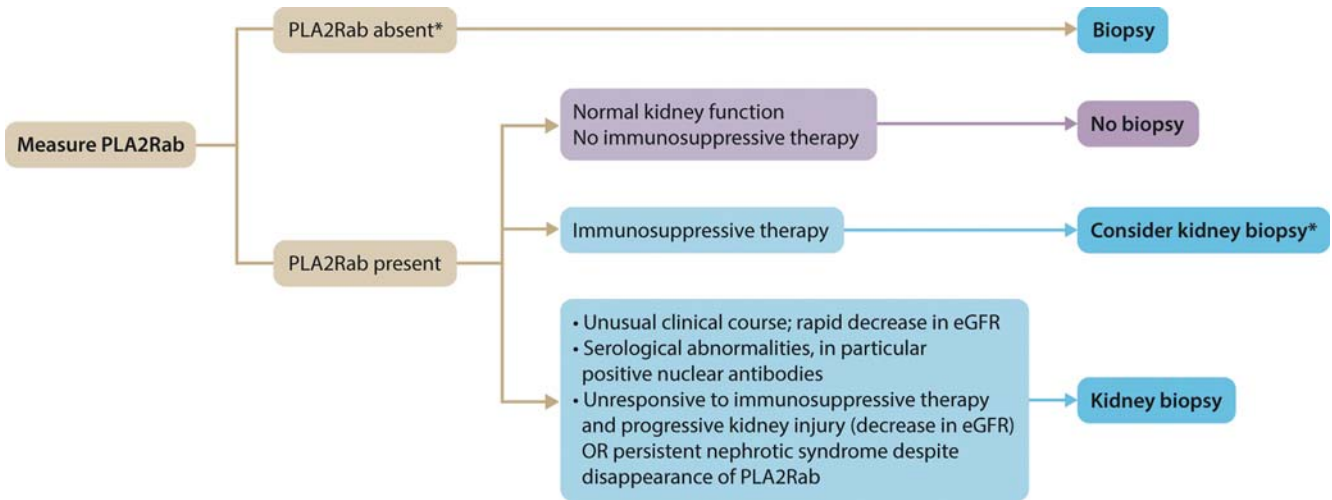 PLA2Rab absent*
Biopsy
Measure PLA2Rab
Normal kidney function
No immunosuppressive therapy
No biopsy
PLA2Rab present
Immunosuppressive therapy
Consider kidney biopsy*
• Unusual clinical course; rapid decrease in eGFR
• Serological abnormalities, in particular
positive nuclear antibodies
• Unresponsive to immunosuppressive therapy
and progressive kidney injury (decrease in eGFR)
OR persistent nephrotic syndrome despite
disappearance of PLA2Rab
Kidney biopsy